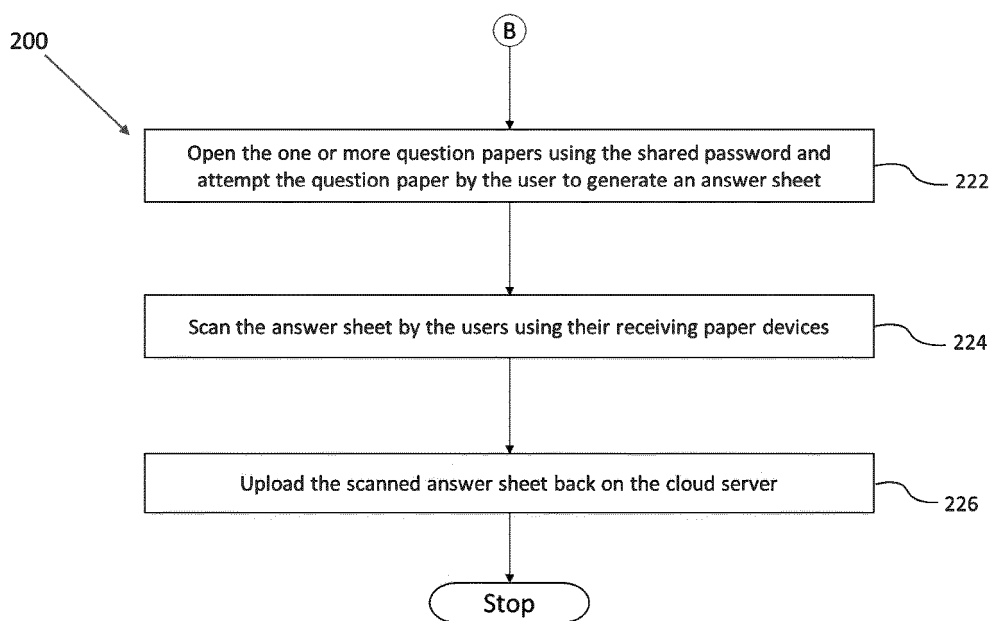 B
200
Open the one or more question papers using the shared password and
attempt the question paper by the user to generate an answer sheet
222
Scan the answer sheet by the users using their receiving paper devices
224
Upload the scanned answer sheet back on the cloud server
226
Stop